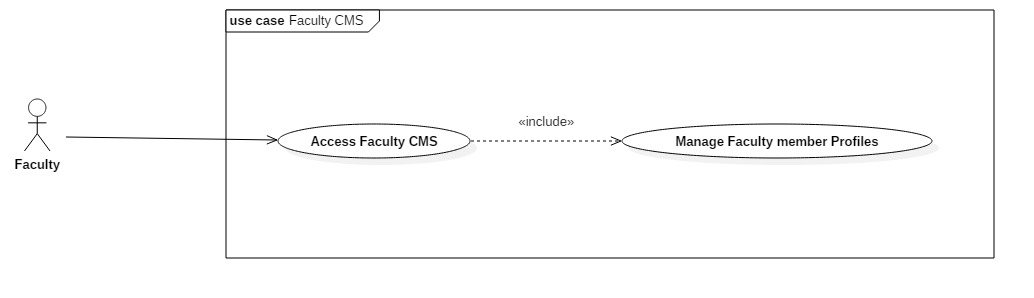 use case Faculty CMS
«include»
Access Faculty CMS
Manage Faculty member Profiles
Faculty